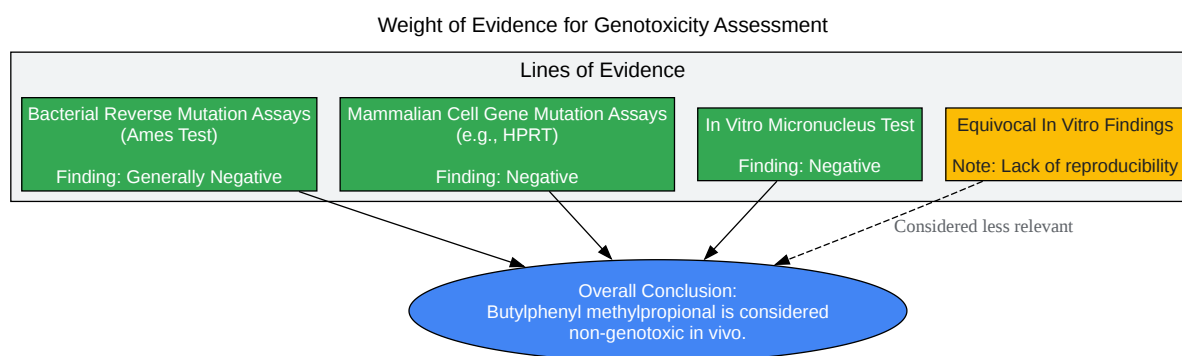 Weight of Evidence for Genotoxicity Assessment
Lines of Evidence
Bacterial Reverse Mutation Assays
(Ames Test)
Finding: Generally Negative
Mammalian Cell Gene Mutation Assays
(e.g., HPRT)
Finding: Negative
In Vitro Micronucleus Test
Finding: Negative
Equivocal In Vitro Findings
Note: Lack of reproducibility
Considered less relevant
Overall Conclusion:
Butylphenyl methylpropional is considered
non-genotoxic in vivo.